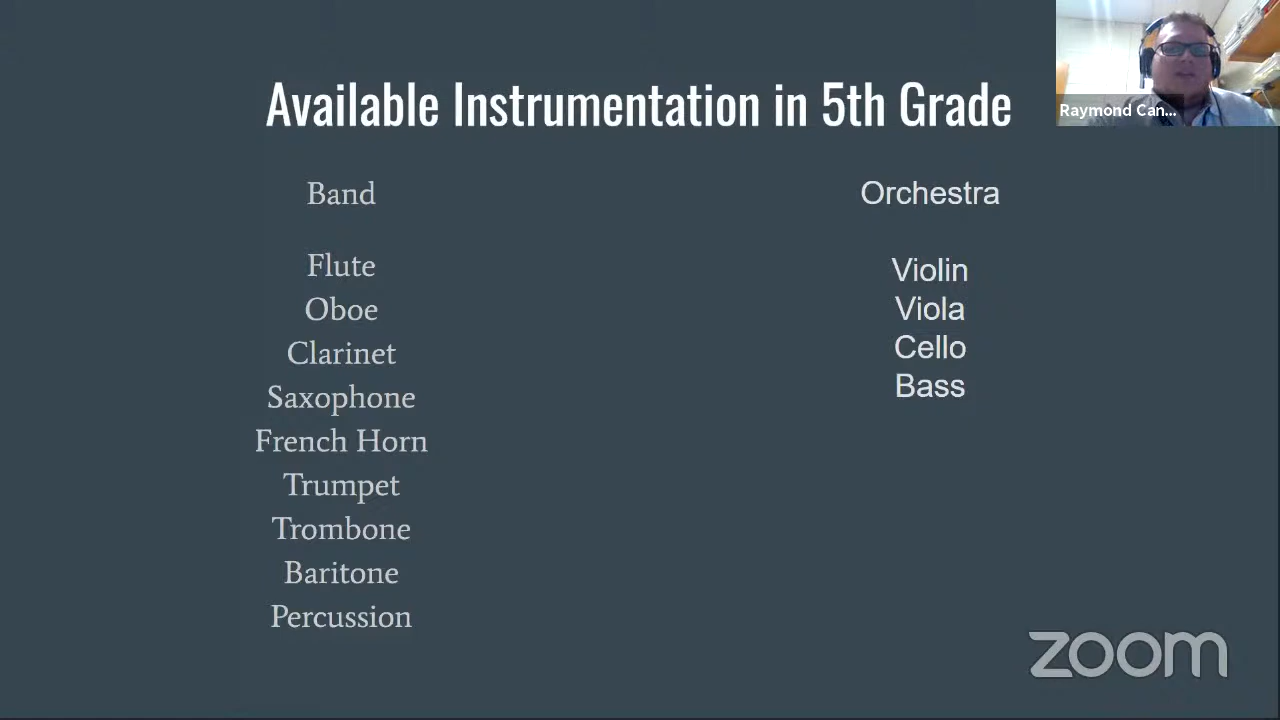 Available Instrumentation in 5th Grade
Raymond Can...
Band
Flute
Oboe
Clarinet
Saxophone
French Horn
Trumpet
Trombone
Baritone
Percussion
Orchestra
Violin
Viola
Cello
Bass
zoom